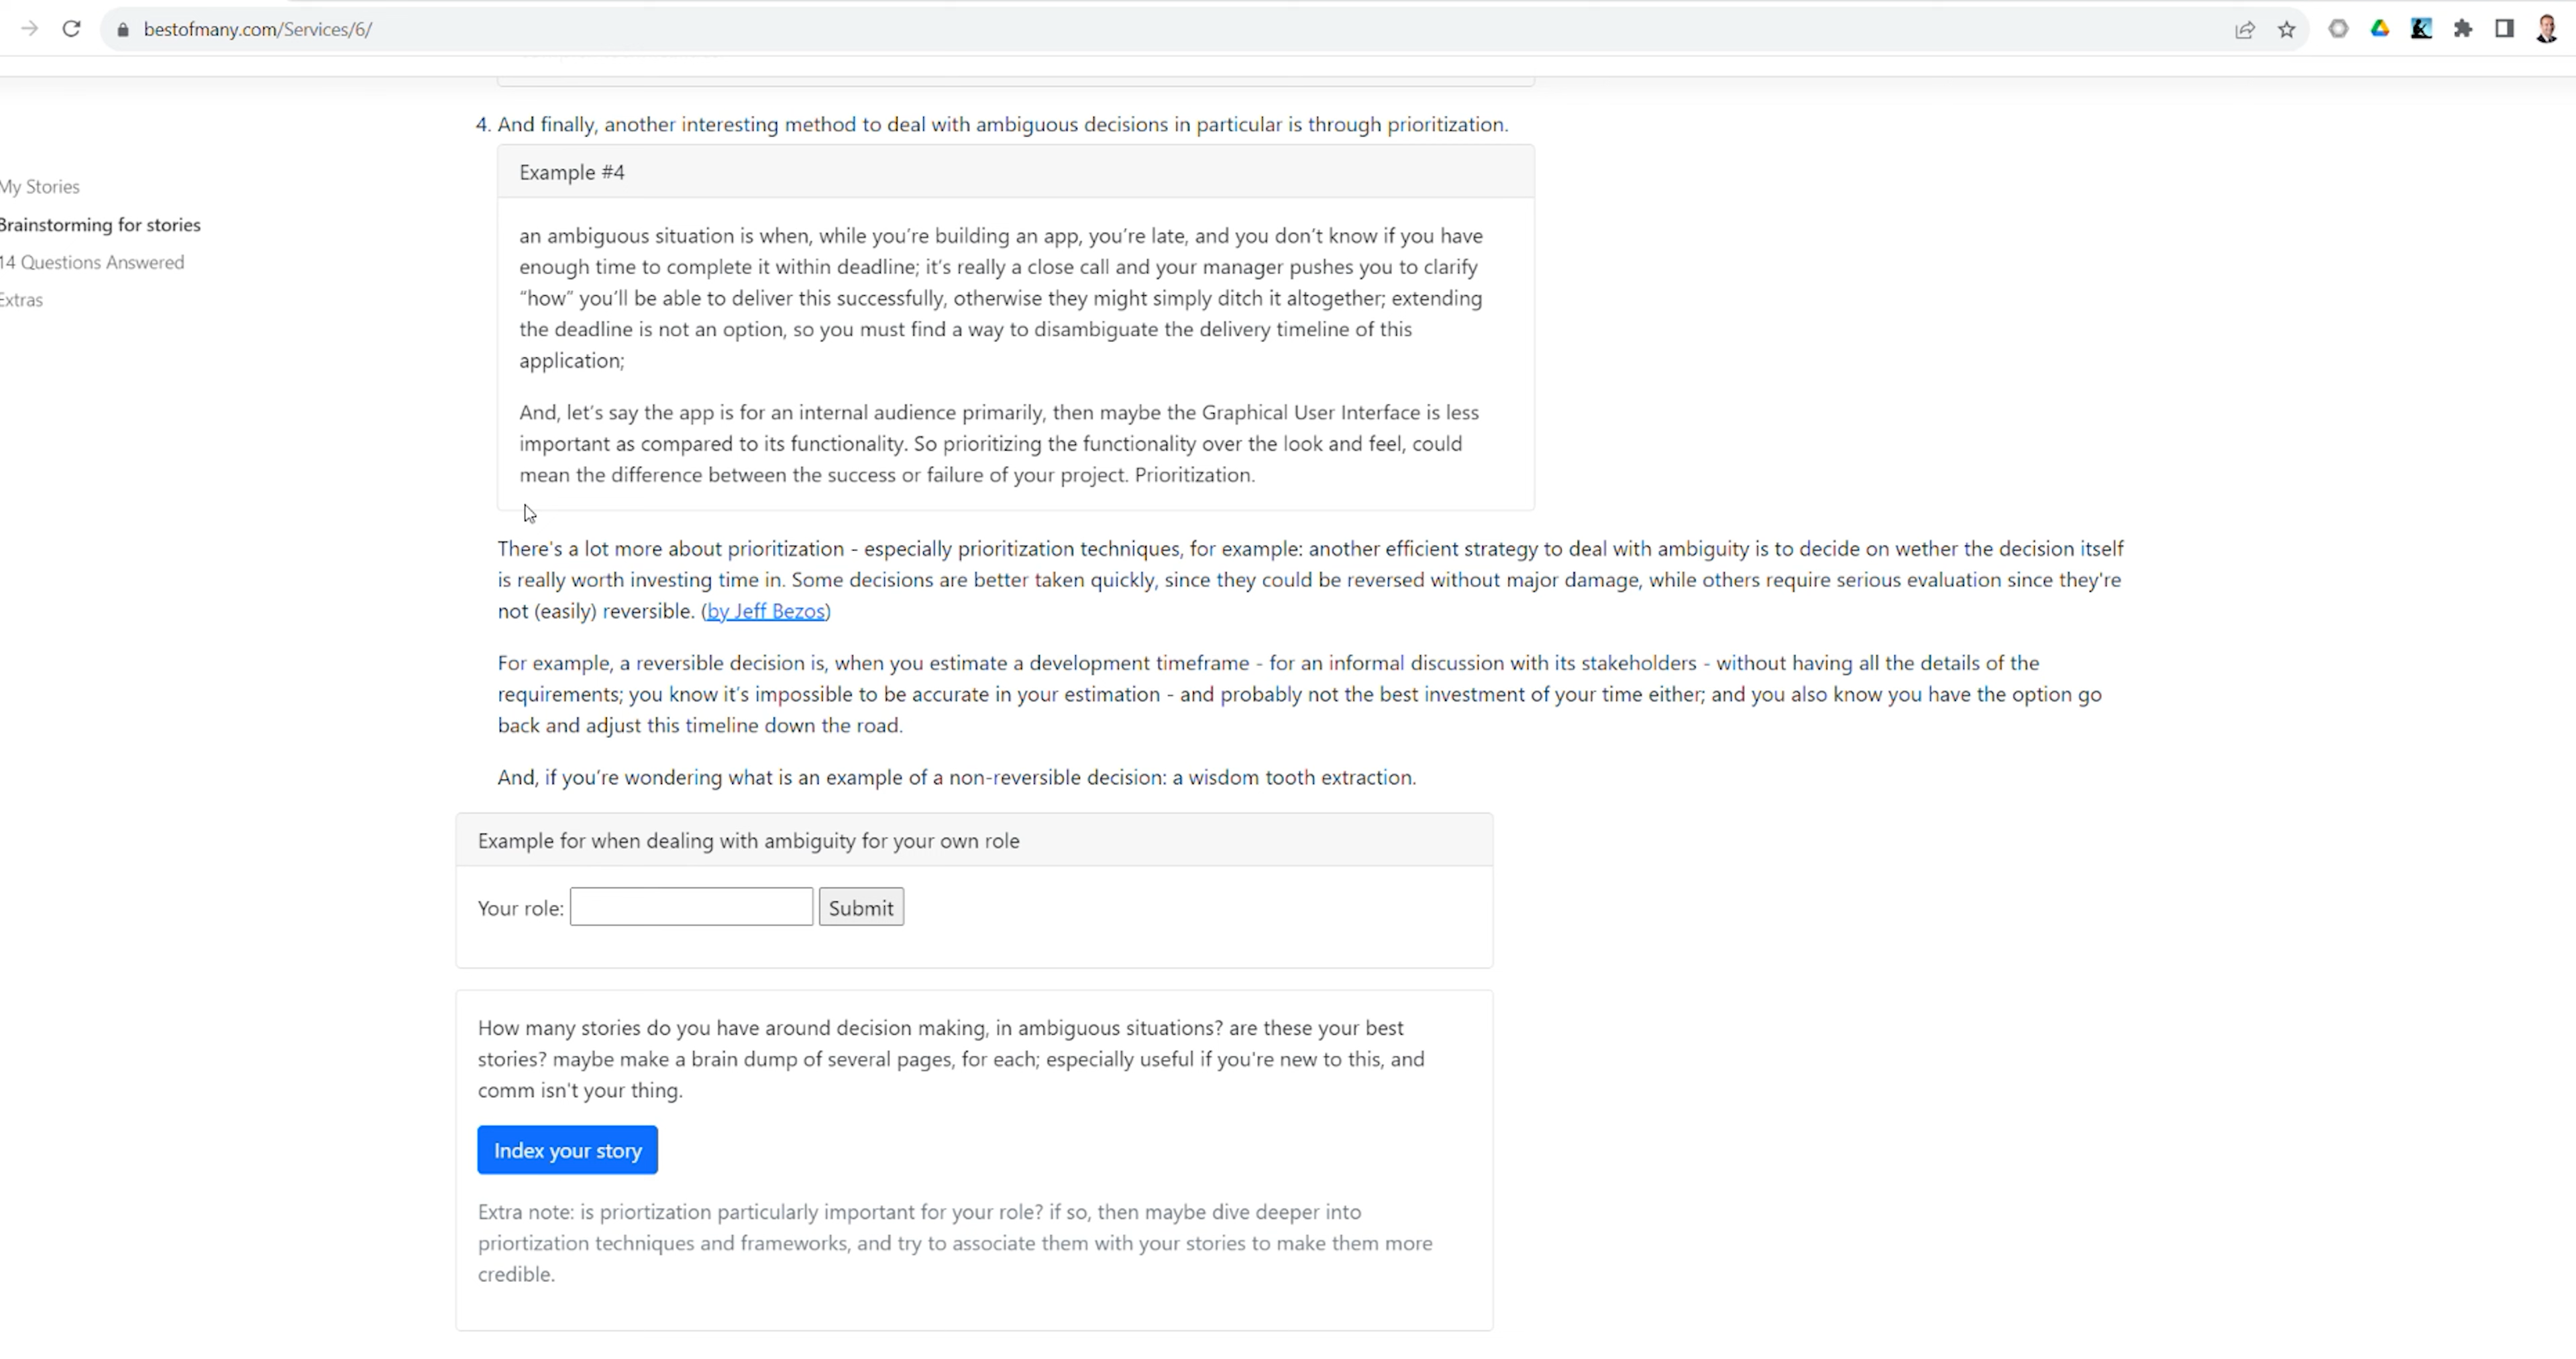 bestofmany.com/Services/6/
4. And finally, another interesting method to deal with ambiguous decisions in particular is through prioritization.
My Stories
Brainstorming for stories
14 Questions Answered
Extras
Example #4
an ambiguous situation is when, while you’re building an app, you’re late, and you don’t know if you have
enough time to complete it within deadline; it’s really a close call and your manager pushes you to clarify
“how” you’ll be able to deliver this successfully, otherwise they might simply ditch it altogether; extending
the deadline is not an option, so you must find a way to disambiguate the delivery timeline of this
application;
And, let’s say the app is for an internal audience primarily, then maybe the Graphical User Interface is less
important as compared to its functionality. So prioritizing the functionality over the look and feel, could
mean the difference between the success or failure of your project. Prioritization.
There's a lot more about prioritization - especially prioritization techniques, for example: another efficient strategy to deal with ambiguity is to decide on wether the decision itself
is really worth investing time in. Some decisions are better taken quickly, since they could be reversed without major damage, while others require serious evaluation since they're
not (easily) reversible. (by Jeff Bezos)
For example, a reversible decision is, when you estimate a development timeframe - for an informal discussion with its stakeholders - without having all the details of the
requirements; you know it’s impossible to be accurate in your estimation - and probably not the best investment of your time either; and you also know you have the option go
back and adjust this timeline down the road.
And, if you’re wondering what is an example of a non-reversible decision: a wisdom tooth extraction.
Example for when dealing with ambiguity for your own role
Your role:
Submit
How many stories do you have around decision making, in ambiguous situations? are these your best
stories? maybe make a brain dump of several pages, for each; especially useful if you're new to this, and
comm isn't your thing.
Index your story
Extra note: is priortization particularly important for your role? if so, then maybe dive deeper into
priortization techniques and frameworks, and try to associate them with your stories to make them more
credible.